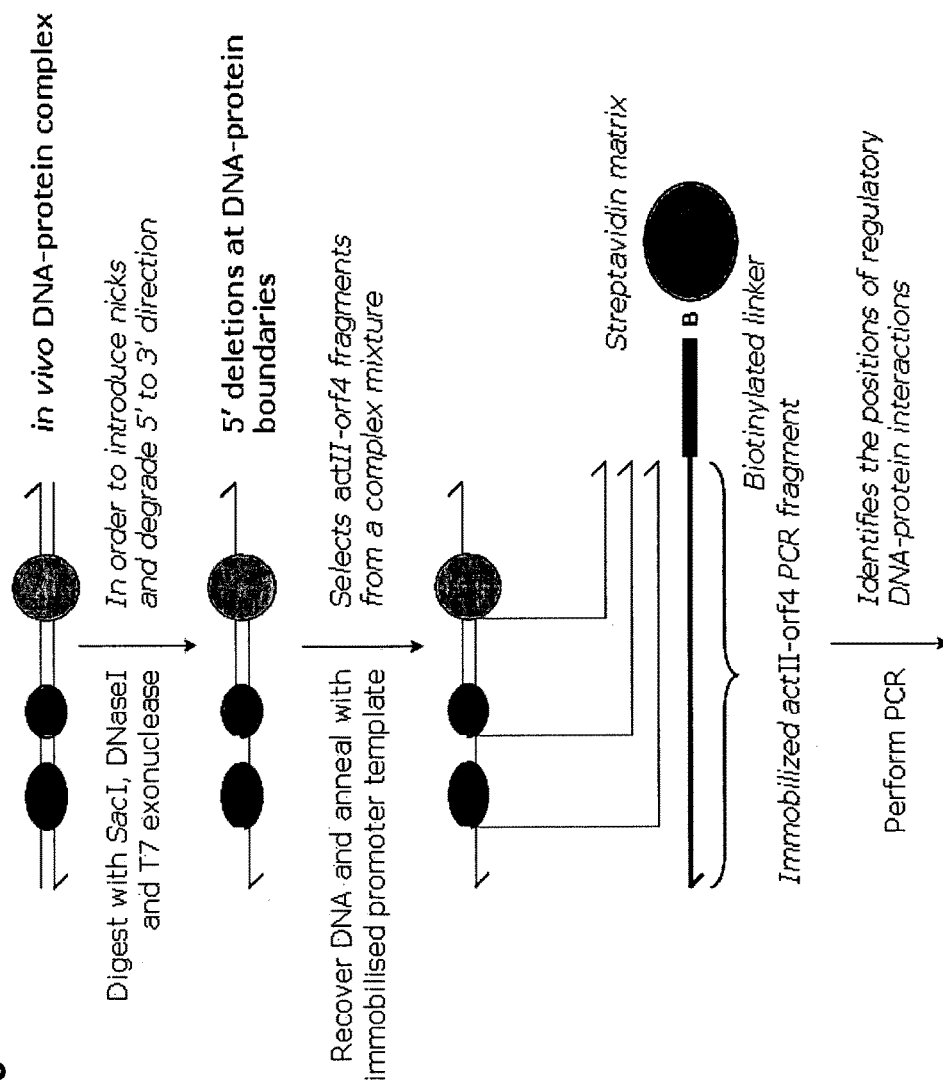 in vivo DNA-protein complex
Digest with SacI, DNaseI
and T7 exonuclease
In order to introduce nicks
and degrade 5' to 3' direction
5' deletions at DNA-protein
boundaries
Recover DNA and anneal with
immobilised promoter template
Selects actII-orf4 fragments
from a complex mixture
Streptavidin matrix
B
Biotinylated linker
Immobilized actII-orf4 PCR fragment
Perform PCR
Identifies the positions of regulatory
DNA-protein interactions